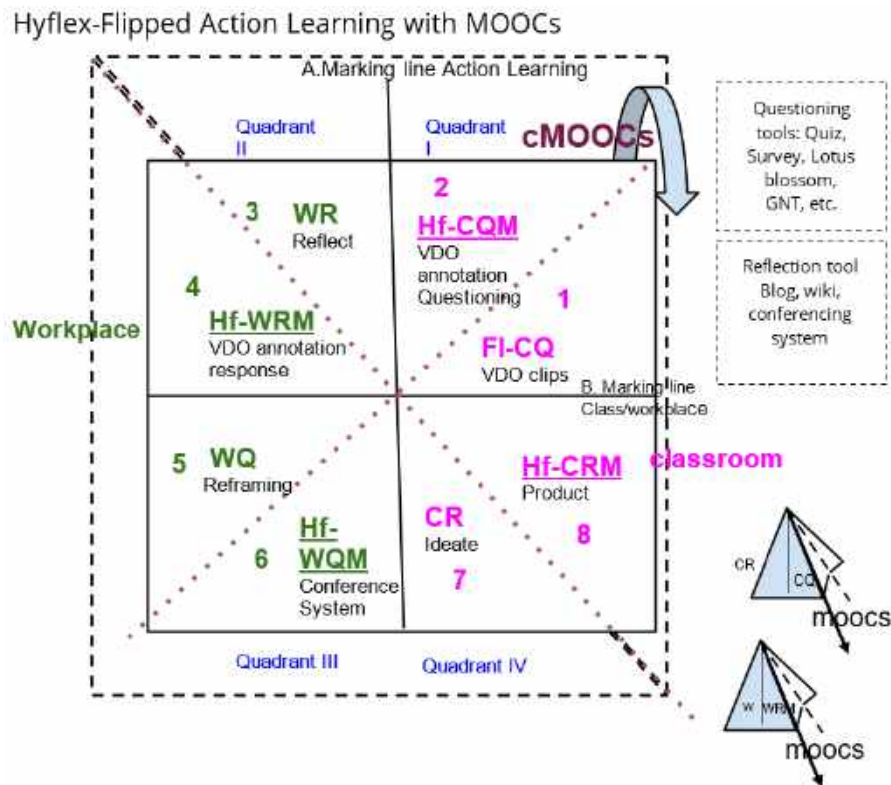 Hyflex-Flipped Action Learning with MOOCs
A.Marking line Action Learning
Quadrant
II
Quadrant
I
cMOOCs
Questioning
tools: Quiz,
Survey, Lotus
blossom,
GNT, etc.
Reflection tool
Blog, wiki,
conferencing
system
2
Hf-CQM
VDO
annotation
Questioning
3
WR
Reflect
1
Fl-CQ
VDO clips
4
Hf-WRM
VDO annotation
response
Workplace
B. Marking line
Class/workplace
5
WQ
Reframing
Hf-CRM
Product
classroom
6
Hf-
WQM
Conference
System
CR
Ideate
7
8
Quadrant III
Quadrant IV
CR
CQ
moocs
W
WRM
moocs